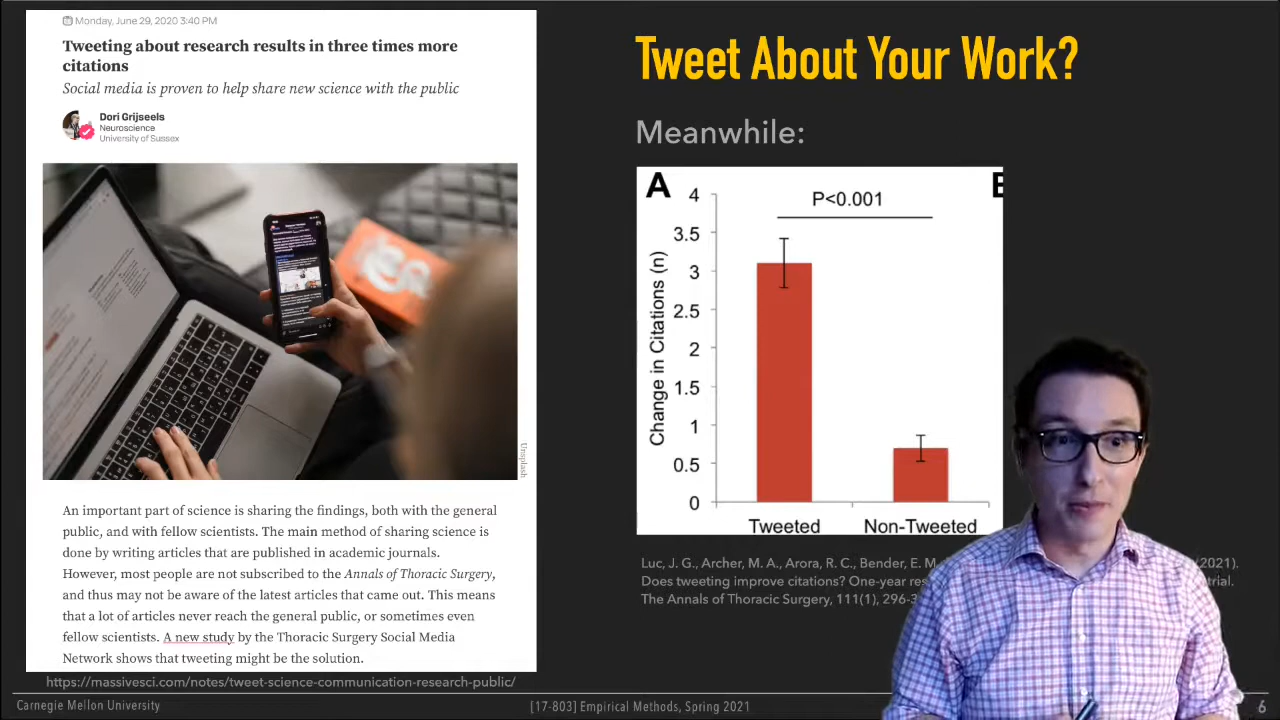 Monday, June 29, 2020 3:40 PM
Tweeting about research results in three times more
citations
Social media is proven to help share new science with the public
Dori Grijseels
Neuroscience
University of Sussex
Unsplash
An important part of science is sharing the findings, both with the general
public, and with fellow scientists. The main method of sharing science is
done by writing articles that are published in academic journals.
However, most people are not subscribed to the Annals of Thoracic Surgery,
and thus may not be aware of the latest articles that came out. This means
that a lot of articles never reach the general public, or sometimes even
fellow scientists. A new study by the Thoracic Surgery Social Media
Network shows that tweeting might be the solution.
https://massivesci.com/notes/tweet-science-communication-research-public/
Tweet About Your Work?
Meanwhile:
A
B
P<0.001
Change in Citations (n)
4
3.5
3
2.5
2
1.5
1
0.5
0
Tweeted
Non-Tweeted
Luc, J. G., Archer, M. A., Arora, R. C., Bender, E. M. (2021).
Does tweeting improve citations? One-year trial.
The Annals of Thoracic Surgery, 111(1),
Carnegie Mellon University
[17-803] Empirical Methods, Spring 2021
6